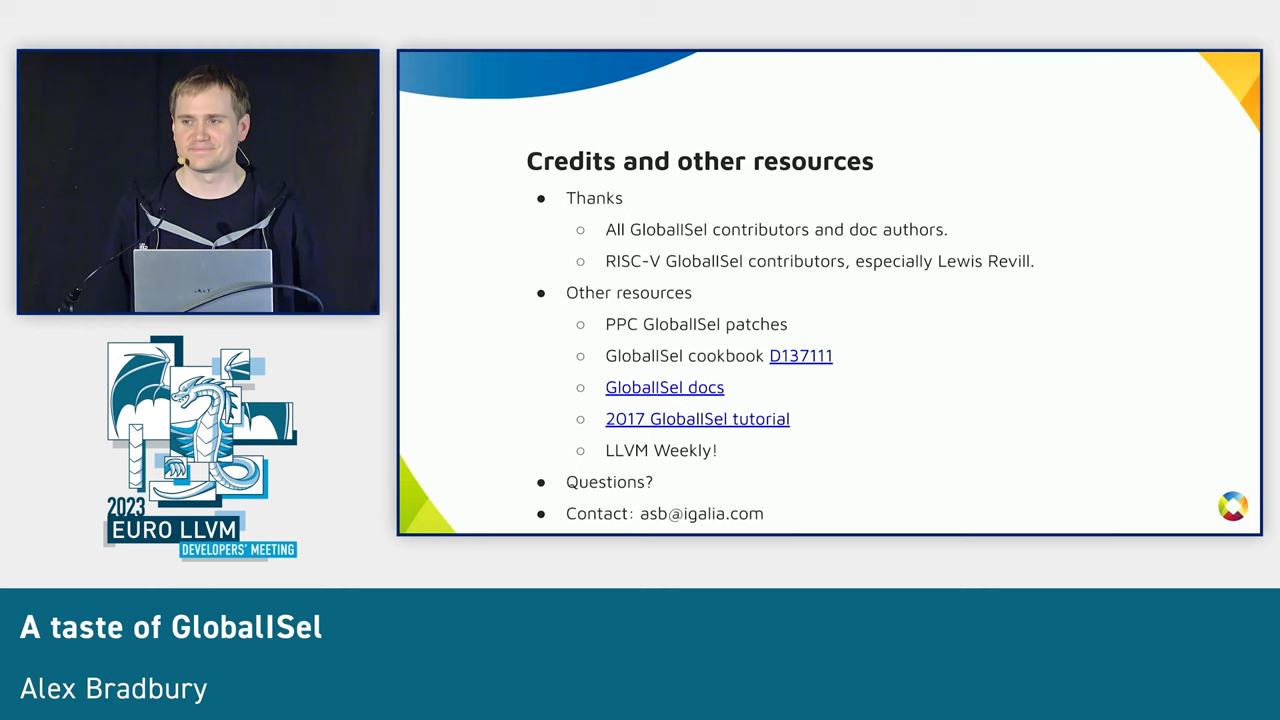 Credits and other resources
● Thanks
○ All GlobalISel contributors and doc authors.
○ RISC-V GlobalISel contributors, especially Lewis Revill.
● Other resources
○ PPC GlobalISel patches
○ GlobalISel cookbook D137111
○ GlobalISel docs
○ 2017 GlobalISel tutorial
○ LLVM Weekly!
● Questions?
● Contact: asb@igalia.com
acer
2023
EURO LLVM
DEVELOPERS' MEETING
A taste of GlobalISel
Alex Bradbury